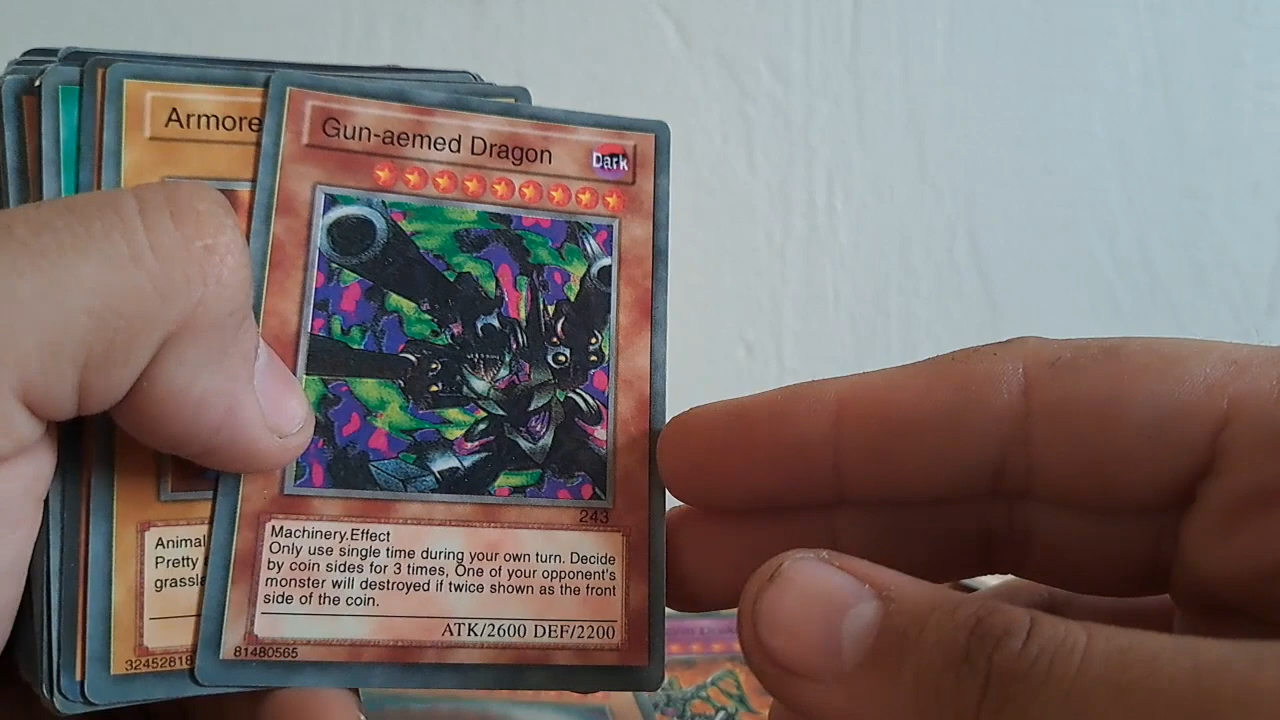 Armore
Gun-aemed Dragon
Dark
243
Machinery.Effect
Only use single time during your own turn. Decide
by coin sides for 3 times, One of your opponent's
monster will destroyed if twice shown as the front
side of the coin.
ATK/2600 DEF/2200
81480565
Animal
Pretty
grassla
32452818